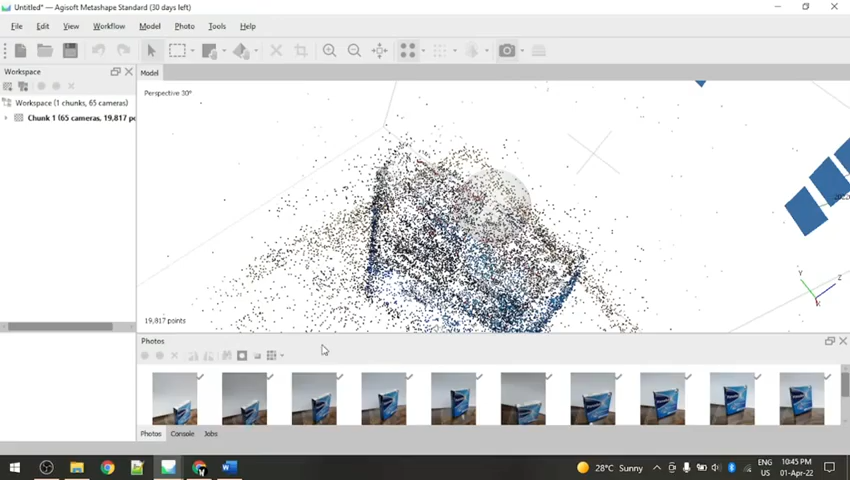 Untitled* — Agisoft Metashape Standard (30 days left)
File Edit View Workflow Model Photo Tools Help
Workspace
Model
Workspace (1 chunks, 65 cameras)
Chunk 1 (65 cameras, 19,817 po
Perspective 30°
Y
Z
X
19,817 points
Photos
Photos Console Jobs
28°C Sunny
ENG
US
10:45 PM
01-Apr-22